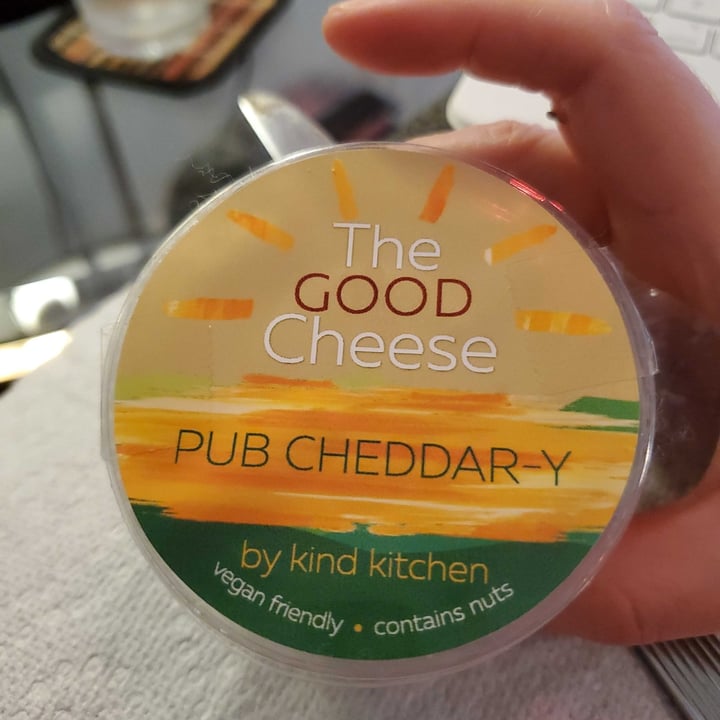 The
GOOD
Cheese
PUB CHEDDAR-Y
by kind kitchen
vegan friendly • contains nuts